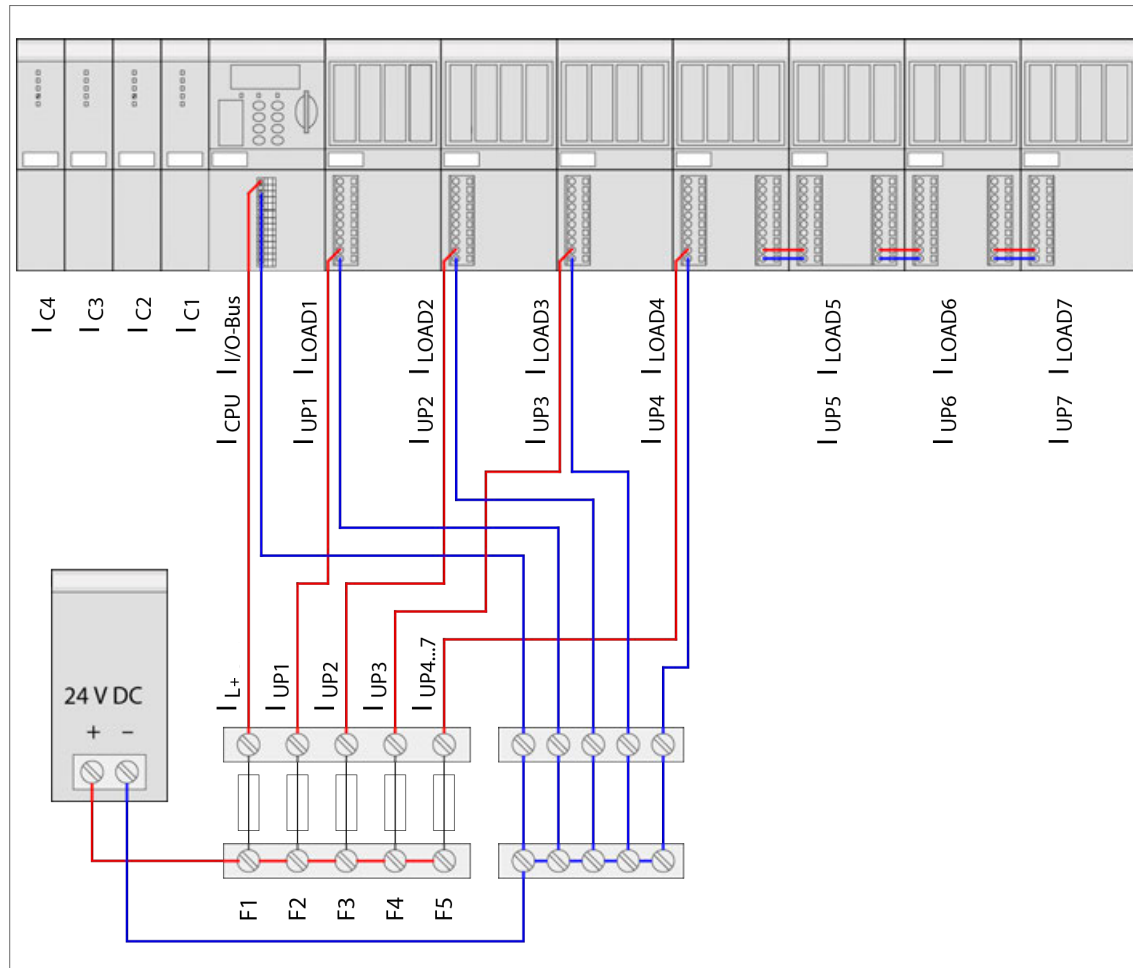 I C4
I C3
I C2
I C1
I I/O-Bus
I LOAD1
I LOAD2
I LOAD3
I LOAD4
I LOAD5
I LOAD6
I LOAD7
I CPU
I UP1
I UP2
I UP3
I UP4
I UP5
I UP6
I UP7
I L+
I UP1
I UP2
I UP3
I UP4...7
24 V DC
+ −
F1
F2
F3
F4
F5